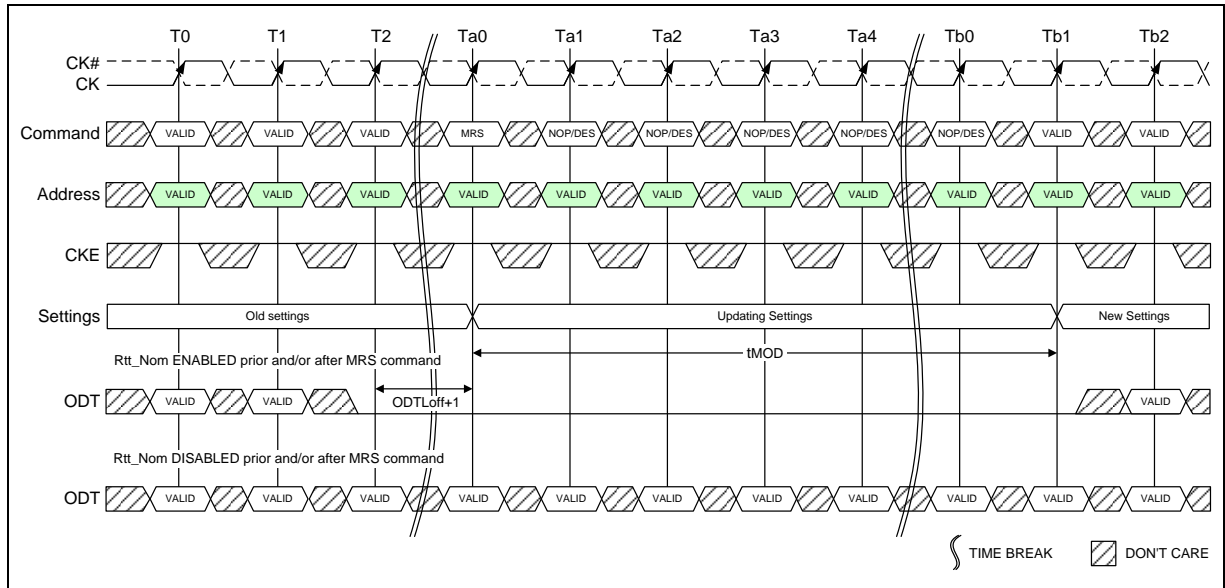 T0 T1 T2 Ta0 Ta1 Ta2 Ta3 Ta4 Tb0 Tb1 Tb2
CK#
CK
Command VALID VALID VALID MRS NOP/DES NOP/DES NOP/DES NOP/DES NOP/DES VALID VALID
Address VALID VALID VALID VALID VALID VALID VALID VALID VALID VALID VALID
CKE
Settings Old settings Updating Settings New Settings
Rtt_Nom ENABLED prior and/or after MRS command
tMOD
ODT VALID VALID ODTLoff+1 VALID
Rtt_Nom DISABLED prior and/or after MRS command
ODT VALID VALID VALID VALID VALID VALID VALID VALID VALID VALID VALID
TIME BREAK DON'T CARE